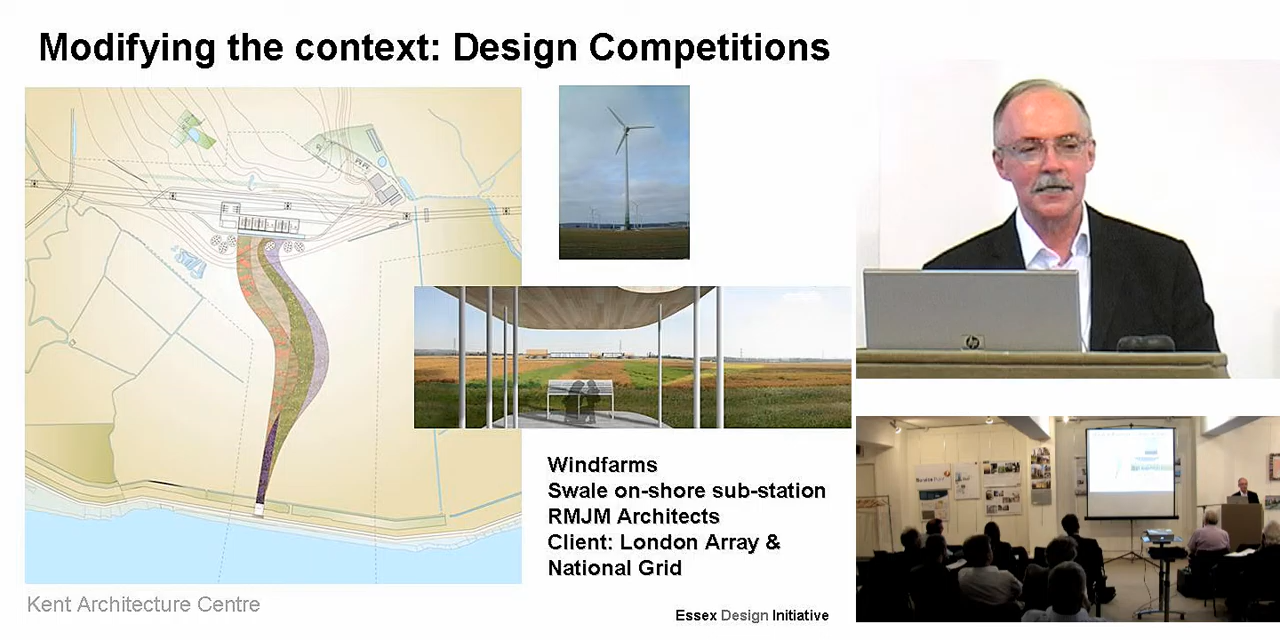 Modifying the context: Design Competitions
Windfarms
Swale on-shore sub-station
RMJM Architects
Client: London Array &
National Grid
Kent Architecture Centre
Essex Design Initiative
hp